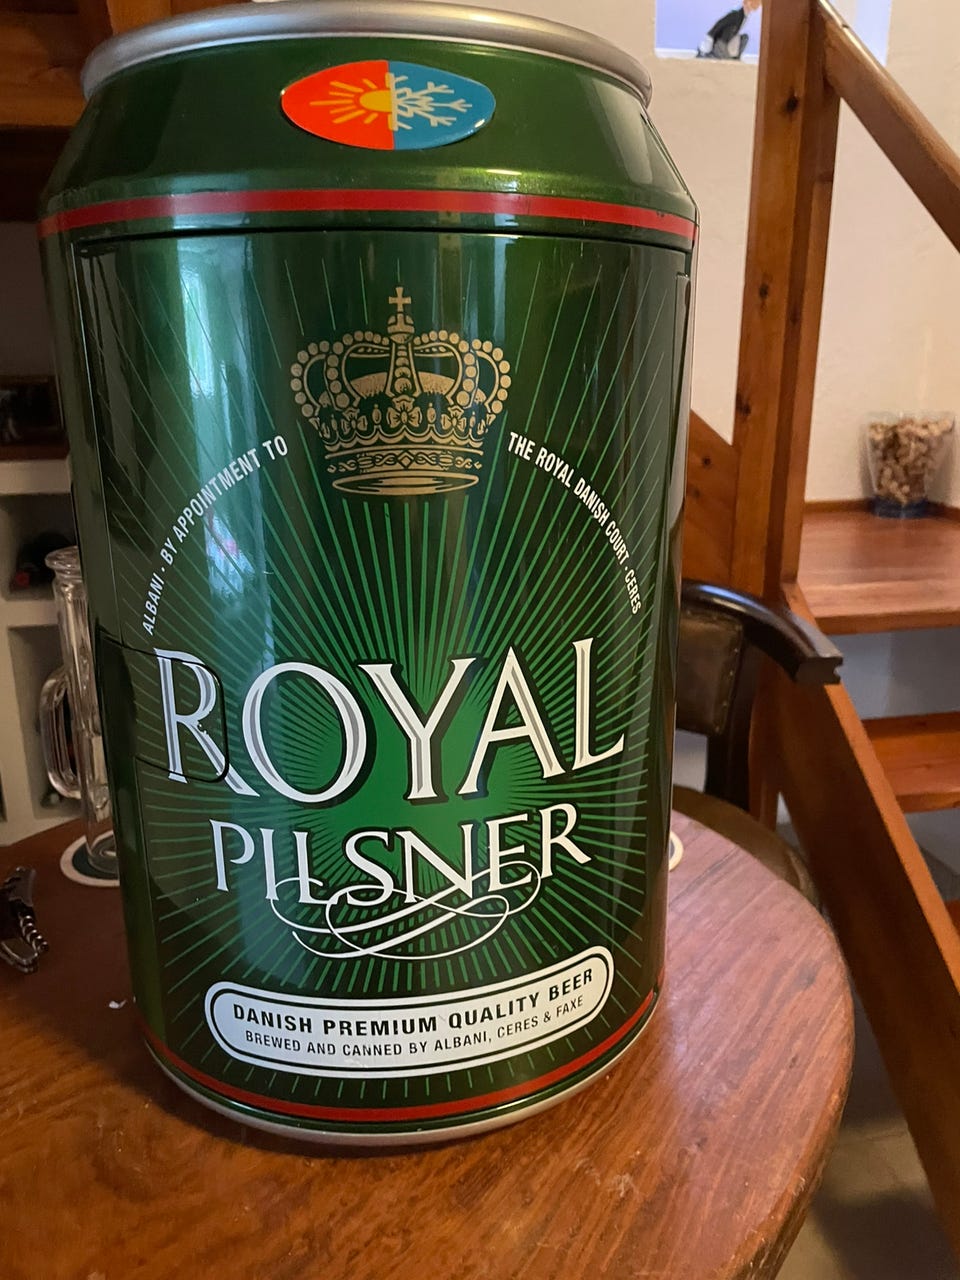 ALBANI · BY APPOINTMENT TO THE ROYAL DANISH COURT · CERES
ROYAL
PILSNER
DANISH PREMIUM QUALITY BEER
BREWED AND CANNED BY ALBANI, CERES & FAXE